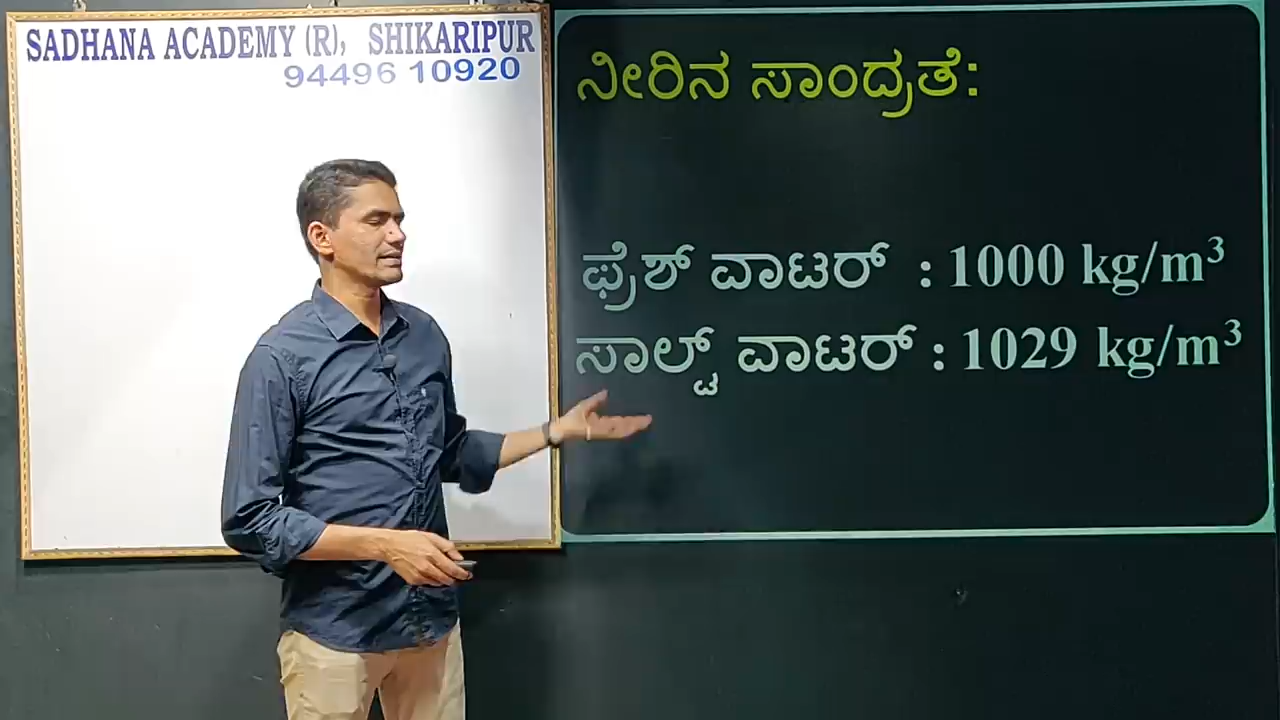 SADHANA ACADEMY (R), SHIKARIPUR
94496 10920
ನೀರಿನ ಸಾಂದ್ರತೆ:
ಫ್ರೆಶ್ ವಾಟರ್ : 1000 kg/m³
ಸಾಲ್ಟ್ ವಾಟರ್ : 1029 kg/m³